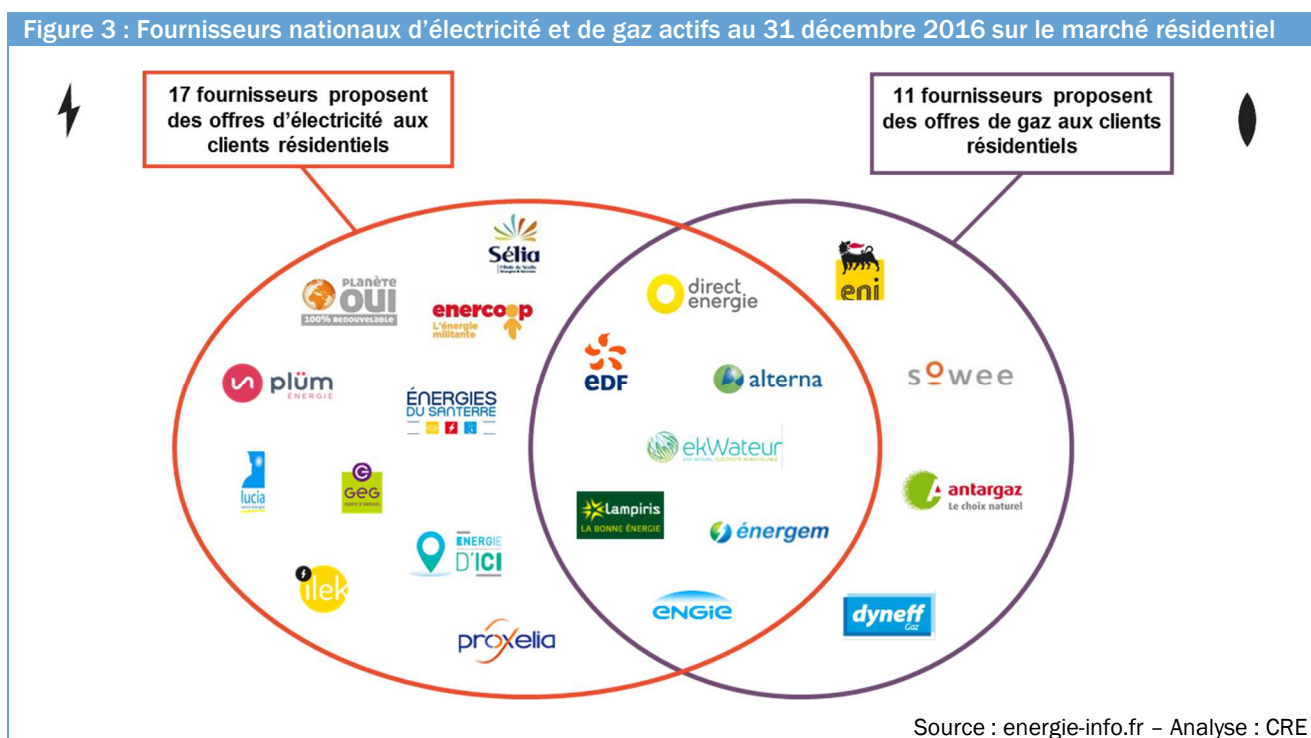 Figure 3 : Fournisseurs nationaux d'électricité et de gaz actifs au 31 décembre 2016 sur le marché résidentiel
17 fournisseurs proposent
des offres d'électricité aux
clients résidentiels
11 fournisseurs proposent
des offres de gaz aux clients
résidentiels
Sélia
PLANÈTE
OUI
100% RENOUVELABLE
enercoop
L'énergie
militante
direct
energie
eni
plüm
ÉNERGIE
ÉNERGIES
DU SANTERRE
eDF
alterna
sowee
ekWateur
lucia
GEG
Lampiris
LA BONNE ÉNERGIE
énergem
antargaz
Le choix naturel
ENERGIE
D'ICI
ilek
proxelia
ENGIE
dyneff
Gaz
Source : energie-info.fr – Analyse : CRE